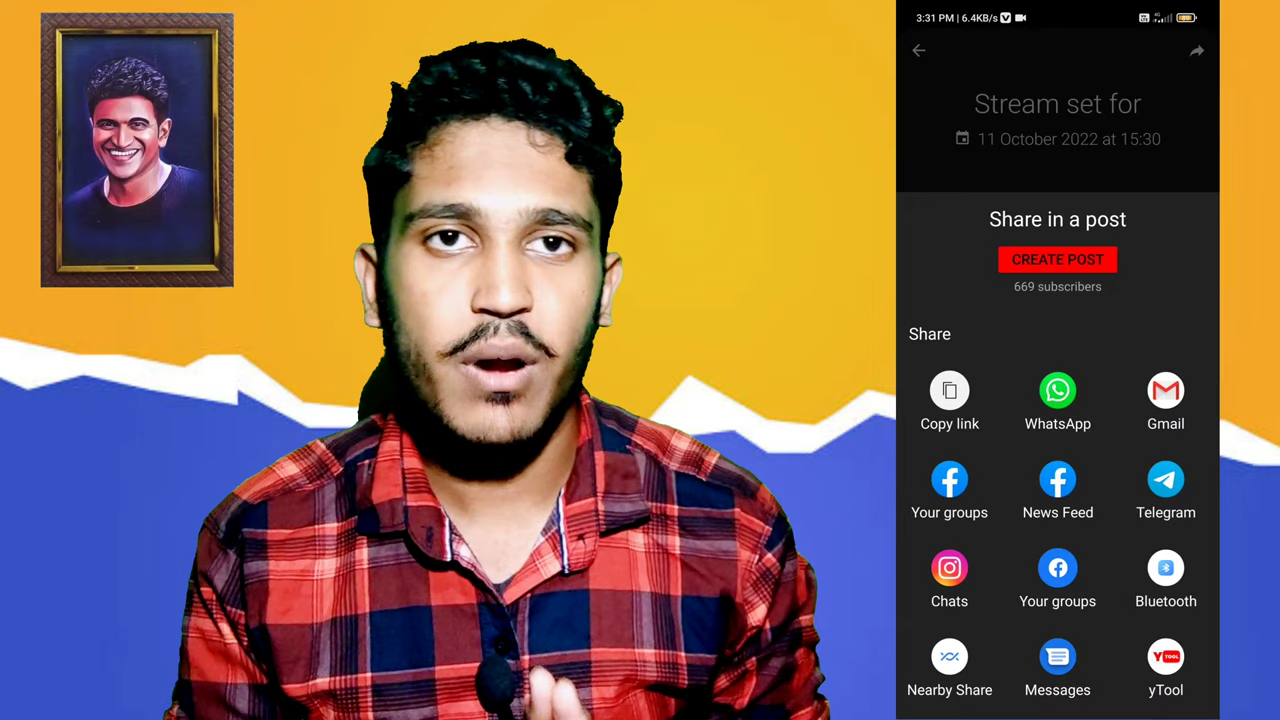 3:31 PM | 6.4KB/s
Stream set for
11 October 2022 at 15:30
Share in a post
CREATE POST
669 subscribers
Share
Copy link
WhatsApp
Gmail
Your groups
News Feed
Telegram
Chats
Your groups
Bluetooth
Nearby Share
Messages
Y TOOL
yTool